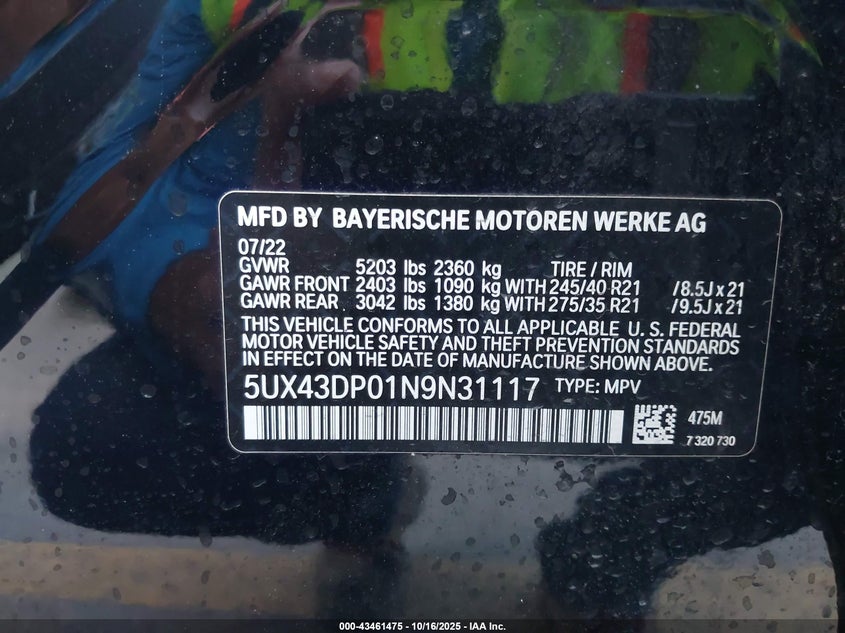 MFD BY BAYERISCHE MOTOREN WERKE AG
07/22
GVWR 5203 lbs 2360 kg TIRE / RIM
GAWR FRONT 2403 lbs 1090 kg WITH 245/40 R21 /8.5J x 21
GAWR REAR 3042 lbs 1380 kg WITH 275/35 R21 /9.5J x 21
THIS VEHICLE CONFORMS TO ALL APPLICABLE U. S. FEDERAL
MOTOR VEHICLE SAFETY AND THEFT PREVENTION STANDARDS
IN EFFECT ON THE DATE OF MANUFACTURE SHOWN ABOVE.
5UX43DP01N9N31117 TYPE: MPV
475M
7 320 730
000-43461475 - 10/16/2025 - IAA Inc.